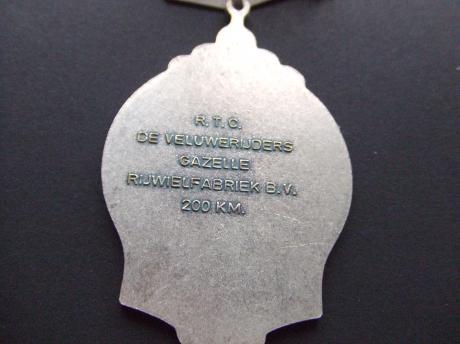 R. T. C.
DE VELUWERIJDERS
GAZELLE
RIJWIELFABRIEK B.V.
200 KM.